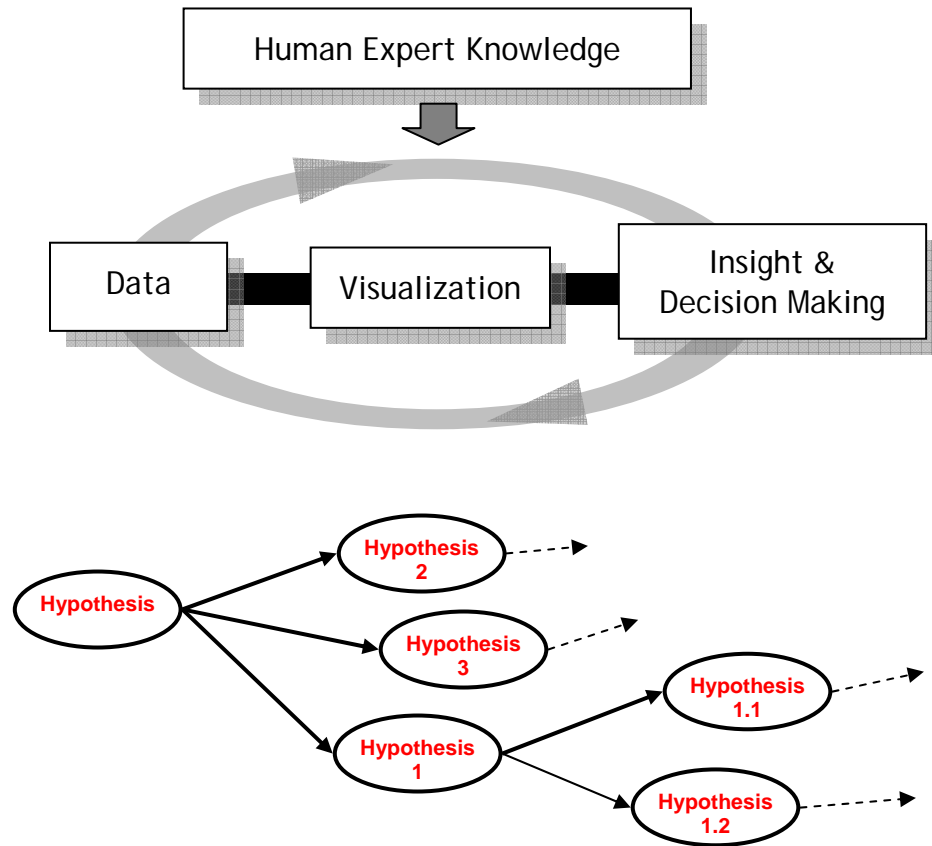 Human Expert Knowledge
Data
Visualization
Insight &
Decision Making
Hypothesis
2
Hypothesis
Hypothesis
3
Hypothesis
1.1
Hypothesis
1
Hypothesis
1.2